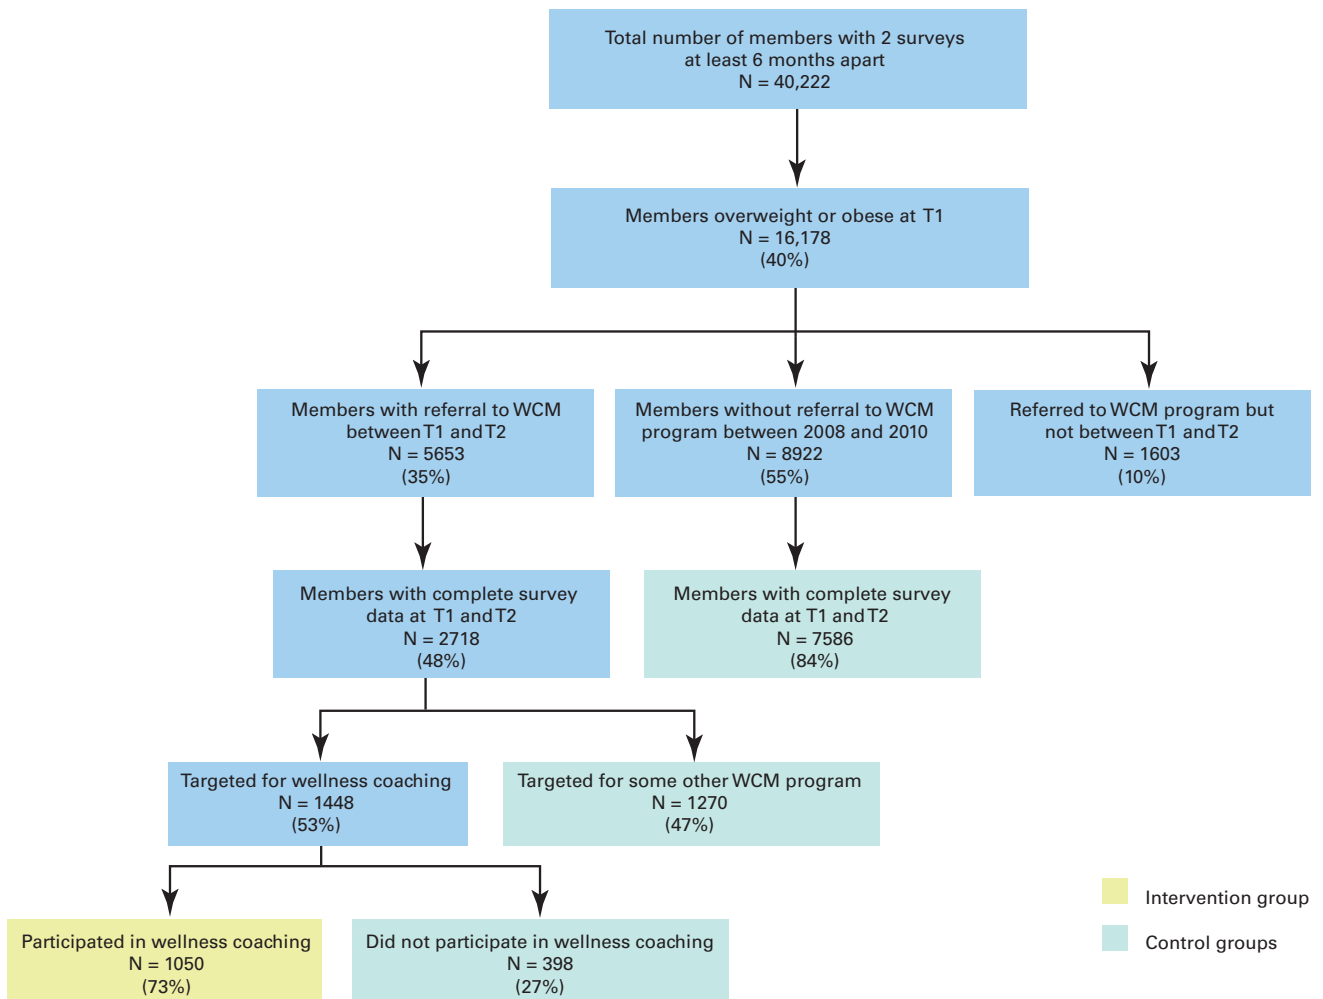 Total number of members with 2 surveys
at least 6 months apart
N = 40,222
Members overweight or obese at T1
N = 16,178
(40%)
Members with referral to WCM
between T1 and T2
N = 5653
(35%)
Members without referral to WCM
program between 2008 and 2010
N = 8922
(55%)
Referred to WCM program but
not between T1 and T2
N = 1603
(10%)
Members with complete survey
data at T1 and T2
N = 2718
(48%)
Members with complete survey
data at T1 and T2
N = 7586
(84%)
Targeted for wellness coaching
N = 1448
(53%)
Targeted for some other WCM program
N = 1270
(47%)
Participated in wellness coaching
N = 1050
(73%)
Did not participate in wellness coaching
N = 398
(27%)
Intervention group
Control groups